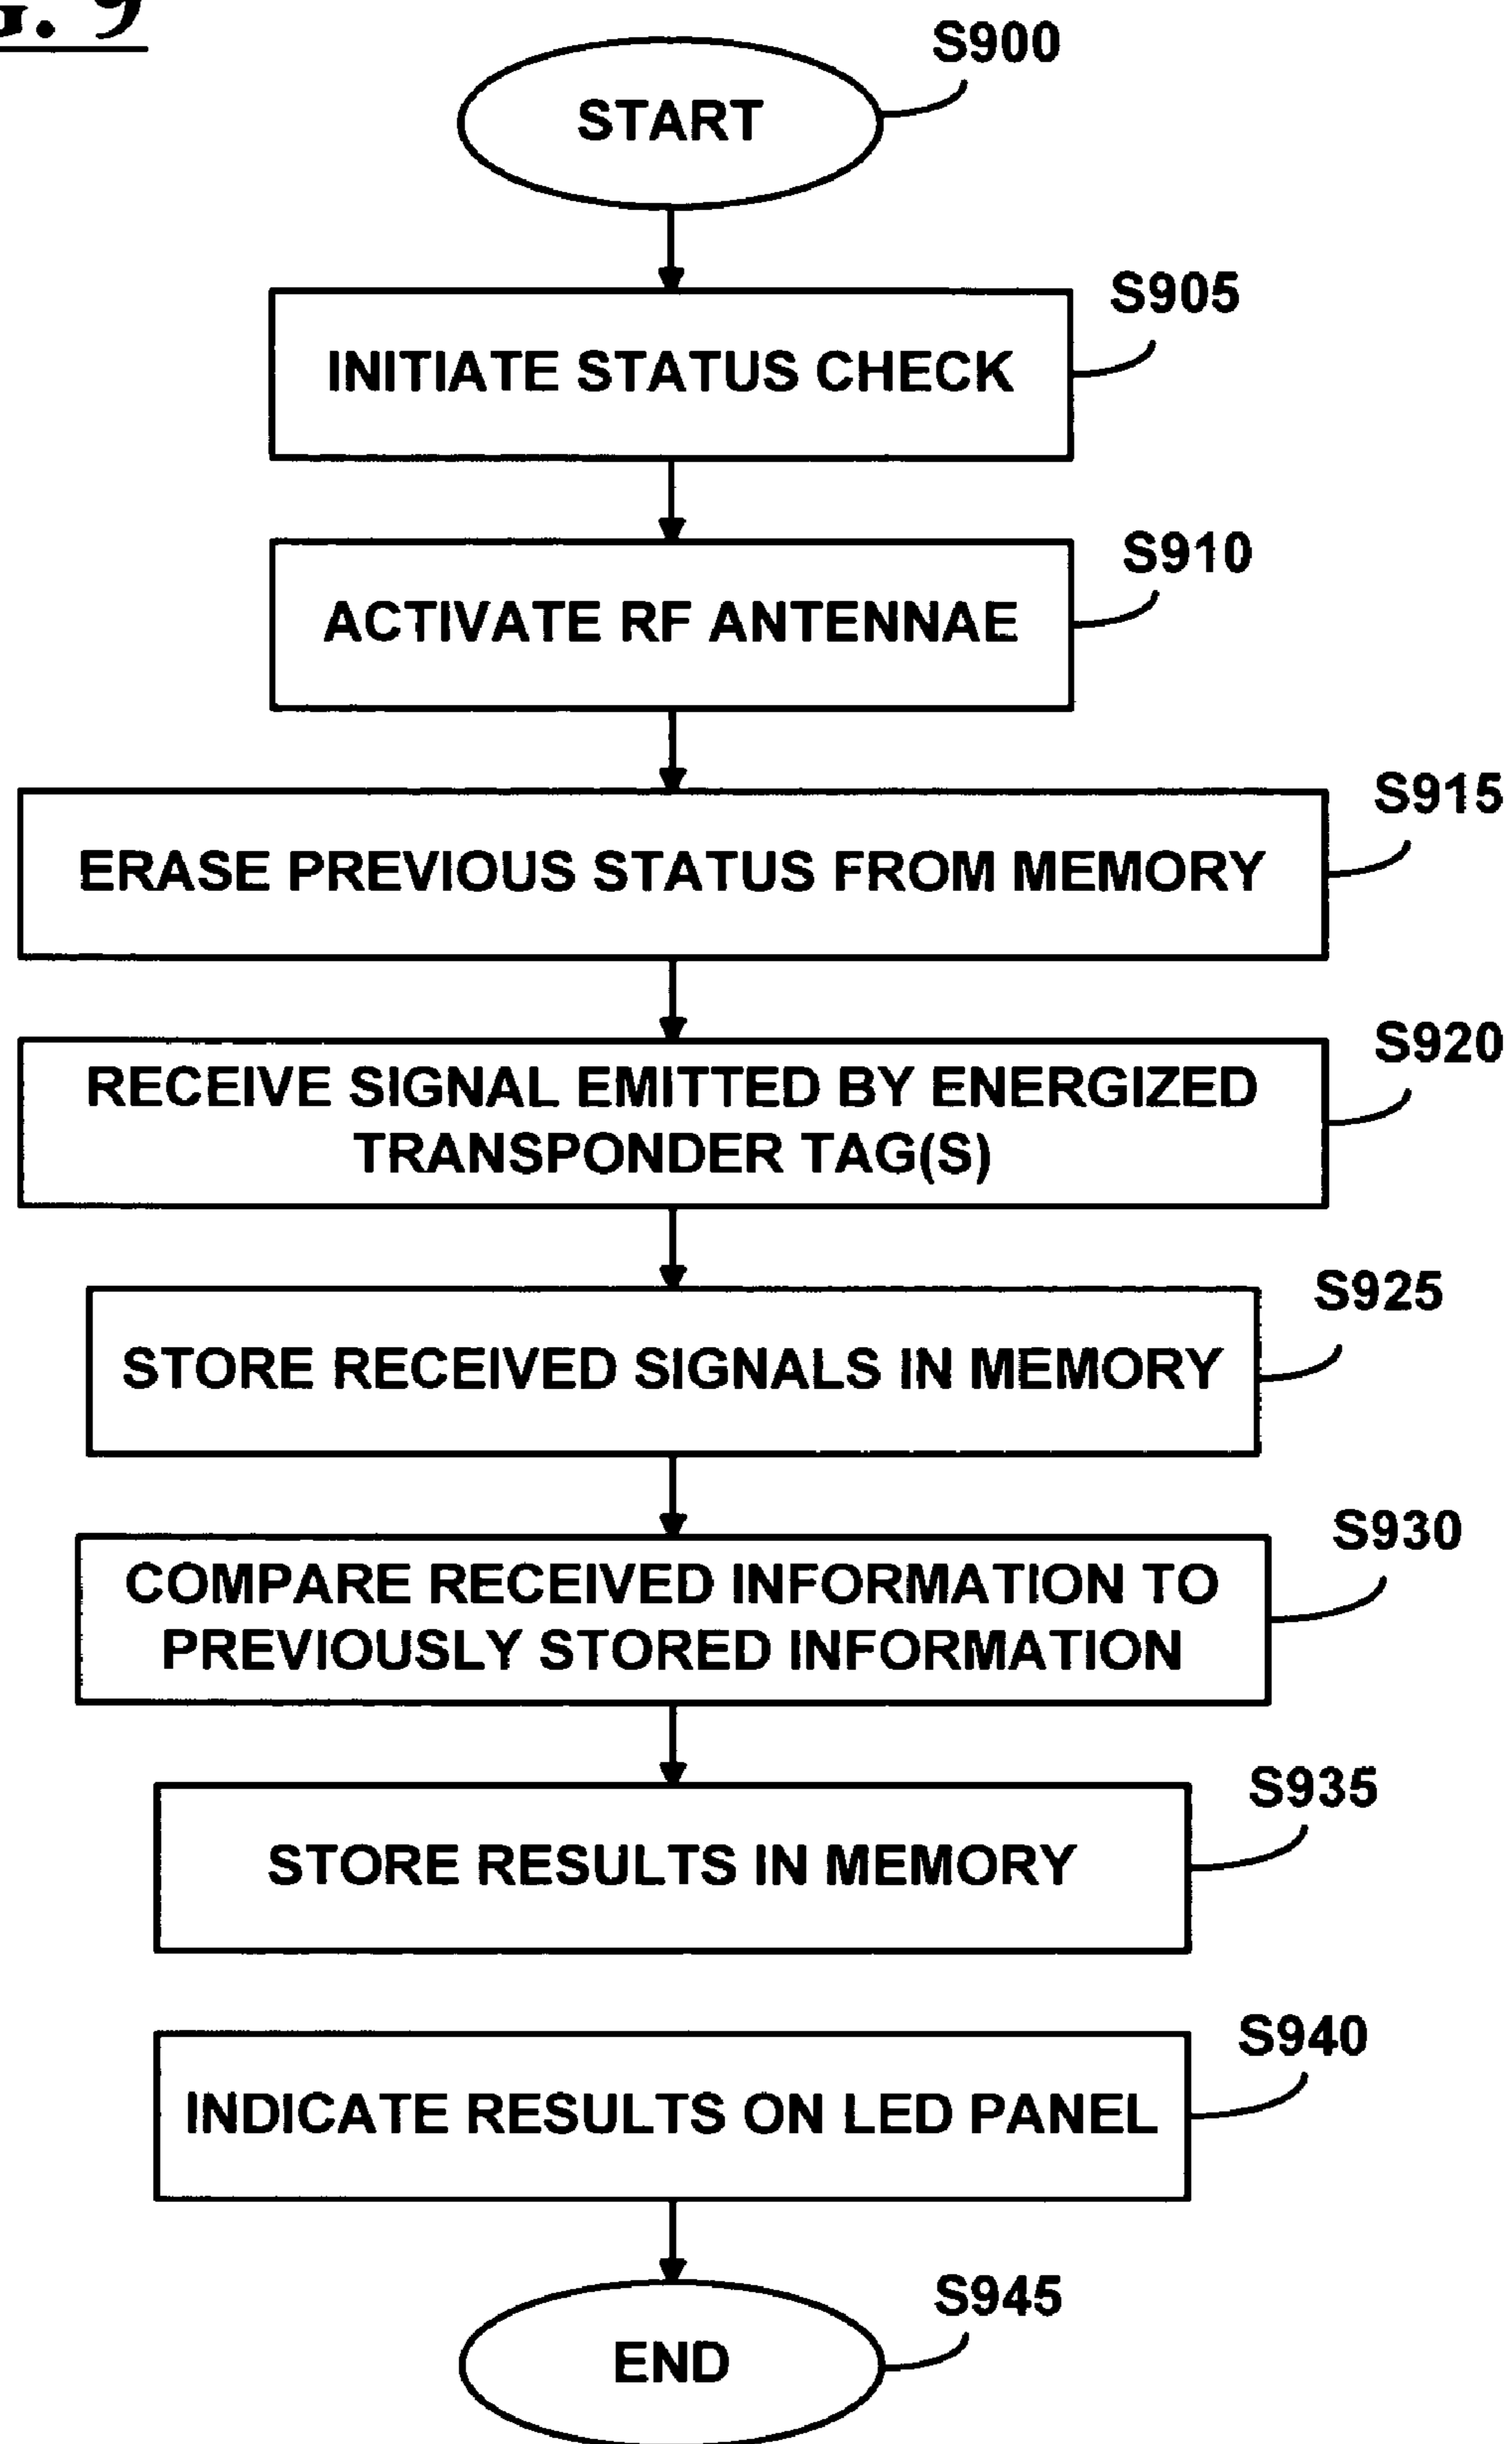 . 9
START
S900
INITIATE STATUS CHECK
S905
ACTIVATE RF ANTENNAE
S910
ERASE PREVIOUS STATUS FROM MEMORY
S915
RECEIVE SIGNAL EMITTED BY ENERGIZED
TRANSPONDER TAG(S)
S920
STORE RECEIVED SIGNALS IN MEMORY
S925
COMPARE RECEIVED INFORMATION TO
PREVIOUSLY STORED INFORMATION
S930
STORE RESULTS IN MEMORY
S935
INDICATE RESULTS ON LED PANEL
S940
END
S945